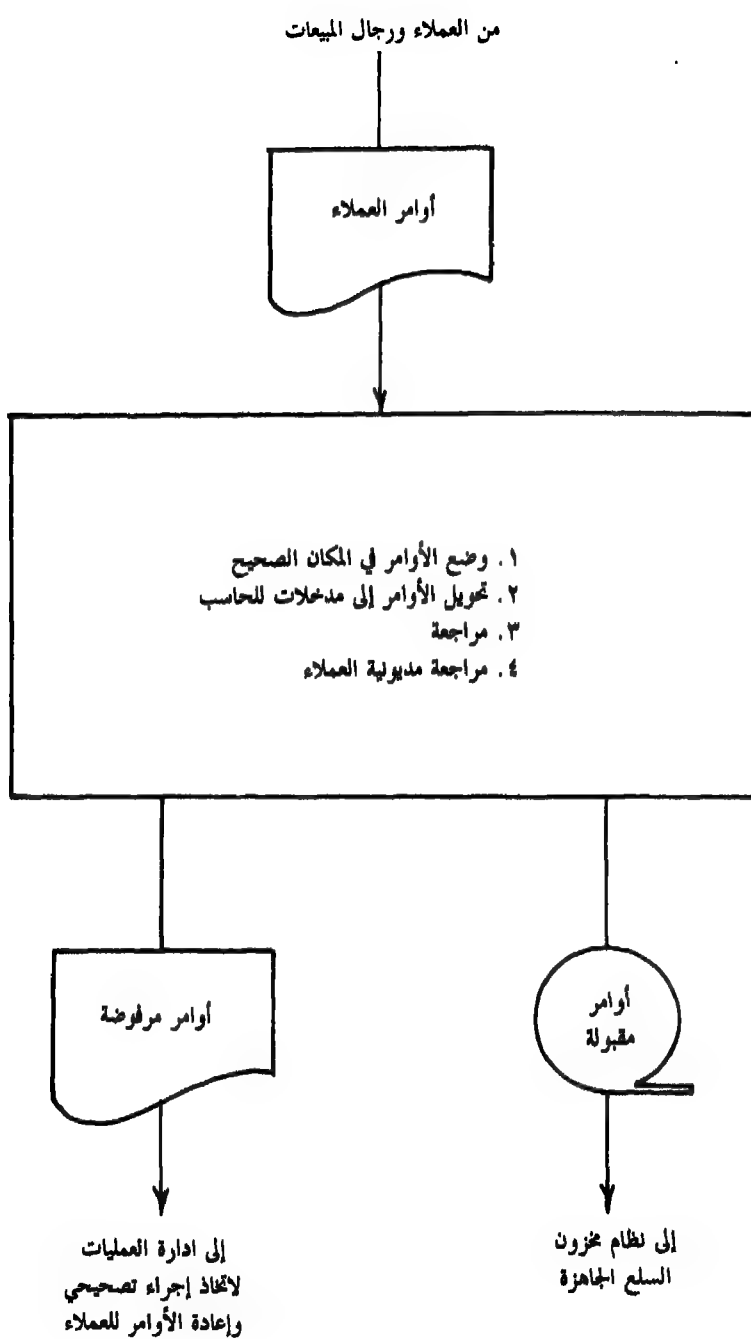 من العملاء ورجال المبيعات
أوامر العملاء
١. وضع الأوامر في المكان الصحيح
٢. تحويل الأوامر إلى مدخلات للحاسب
٣. مراجعة
٤. مراجعة مديونية العملاء
أوامر
مقبولة
أوامر مرفوضة
إلى نظام مخزون
السلع الجاهزة
إلى ادارة العمليات
لاتخاذ إجراء تصحيحي
وإعادة الأوامر للعملاء